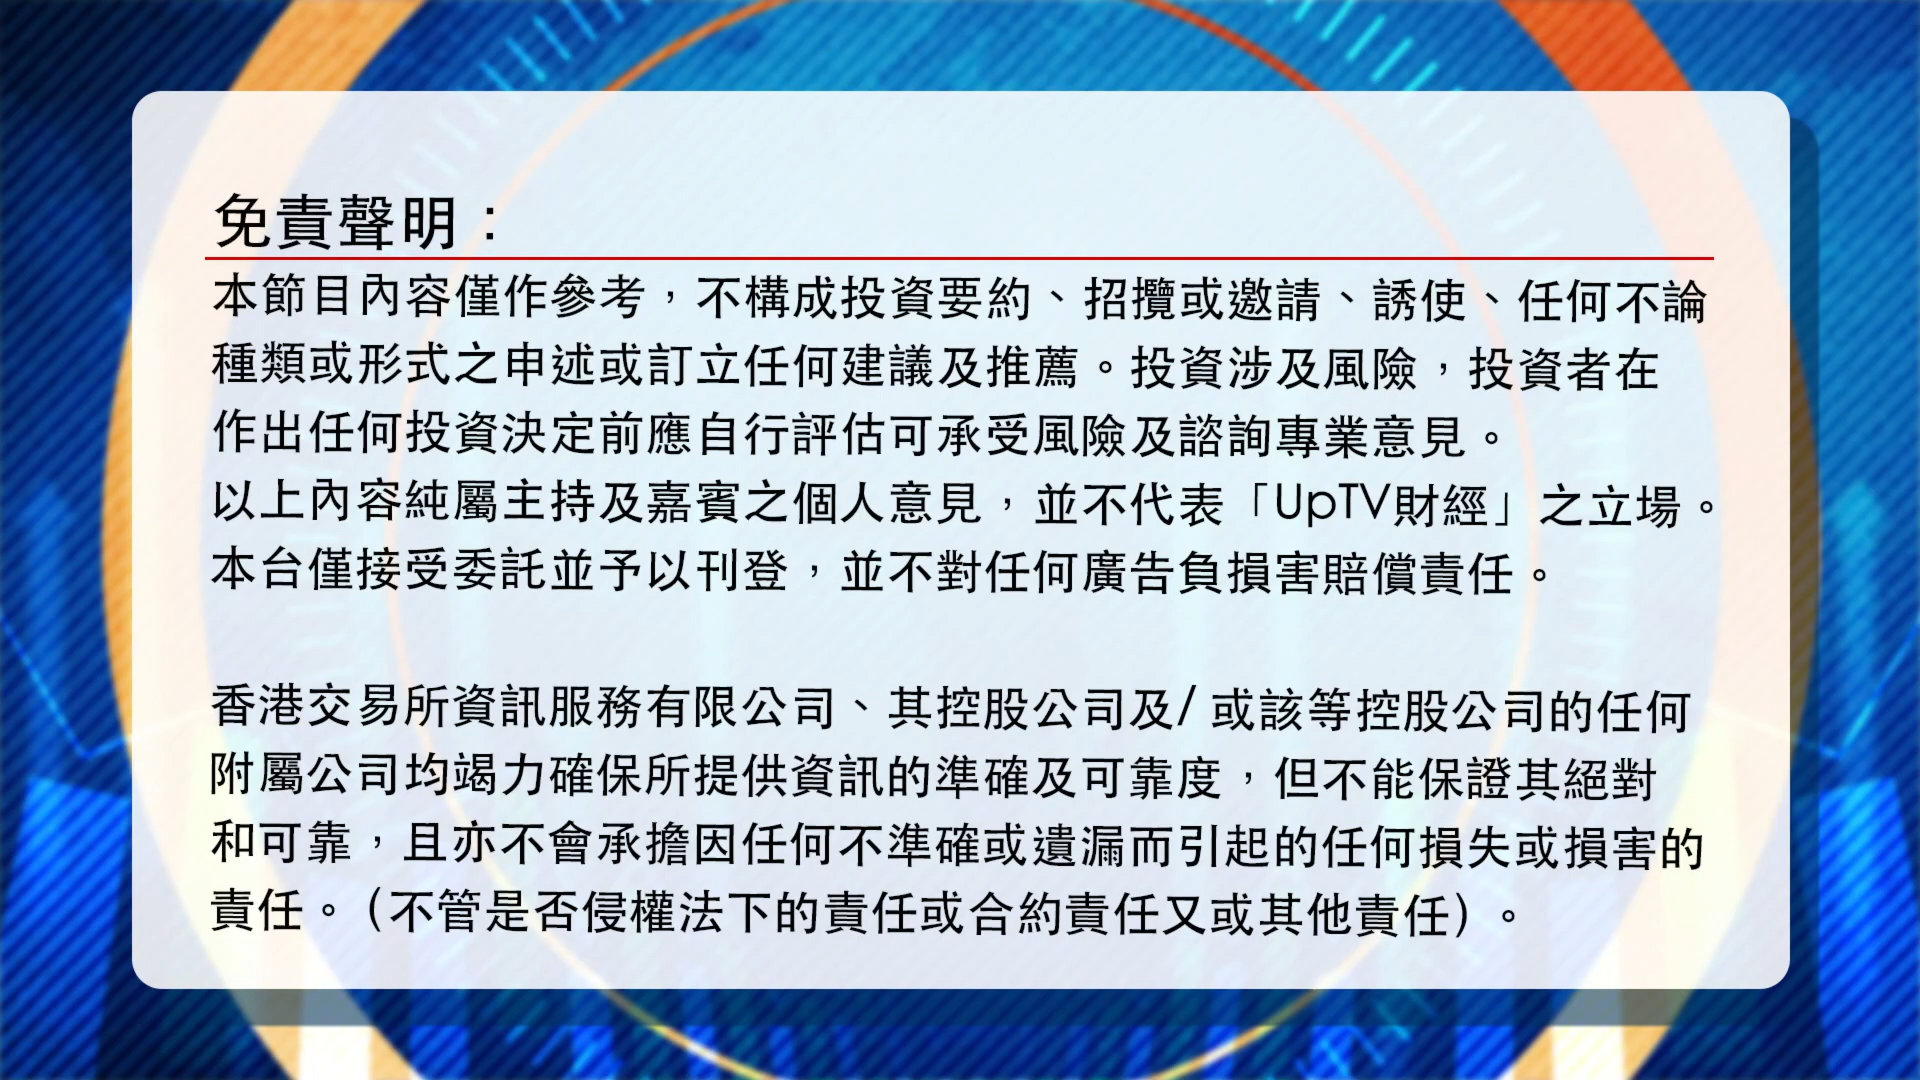 免責聲明：
本節目內容僅作參考，不構成投資要約、招攬或邀請、誘使、任何不論
種類或形式之申述或訂立任何建議及推薦。投資涉及風險，投資者在
作出任何投資決定前應自行評估可承受風險及諮詢專業意見。
以上內容純屬主持及嘉賓之個人意見，並不代表「UpTV財經」之立場。
本台僅接受委託並予以刊登，並不對任何廣告負損害賠償責任。
香港交易所資訊服務有限公司、其控股公司及/ 或該等控股公司的任何
附屬公司均竭力確保所提供資訊的準確及可靠度，但不能保證其絕對
和可靠，且亦不會承擔因任何不準確或遺漏而引起的任何損失或損害的
責任。（不管是否侵權法下的責任或合約責任又或其他責任）。